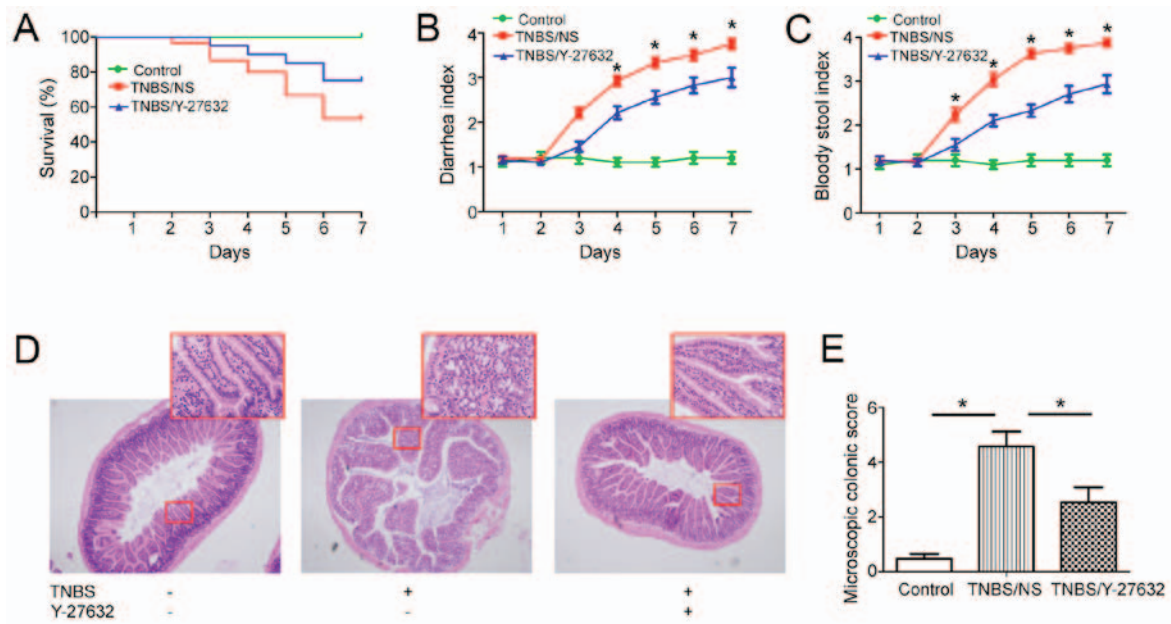 A
Survival (%)
100
80
60
40
20
0
1 2 3 4 5 6 7
Days
Control
TNBS/NS
TNBS/Y-27632
B
Diarrhea index
4
3
2
1
0
1 2 3 4 5 6 7
Days
Control
TNBS/NS
TNBS/Y-27632
* * * *
C
Bloody stool index
4
3
2
1
0
1 2 3 4 5 6 7
Days
Control
TNBS/NS
TNBS/Y-27632
* * * * *
D
TNBS - + +
Y-27632 - - +
E
Microscopic colonic score
6
4
2
0
* *
Control TNBS/NS TNBS/Y-27632